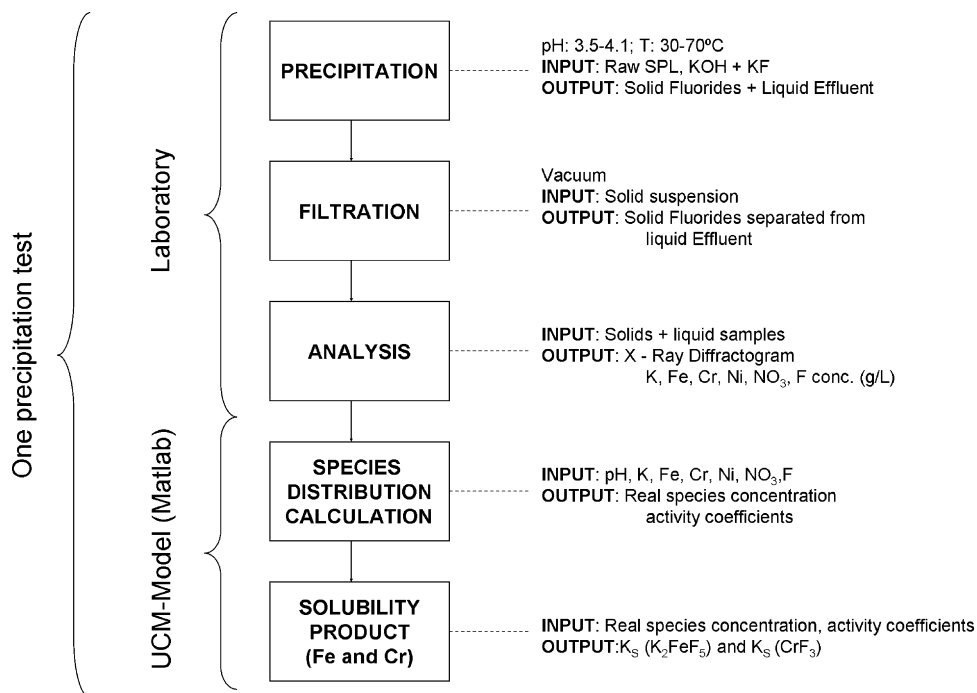 One precipitation test
Laboratory
UCM-Model (Matlab)
PRECIPITATION
pH: 3.5-4.1; T: 30-70ºC
INPUT: Raw SPL, KOH + KF
OUTPUT: Solid Fluorides + Liquid Effluent
FILTRATION
Vacuum
INPUT: Solid suspension
OUTPUT: Solid Fluorides separated from
liquid Effluent
ANALYSIS
INPUT: Solids + liquid samples
OUTPUT: X - Ray Diffractogram
K, Fe, Cr, Ni, NO₃, F conc. (g/L)
SPECIES
DISTRIBUTION
CALCULATION
INPUT: pH, K, Fe, Cr, Ni, NO₃,F
OUTPUT: Real species concentration
activity coefficients
SOLUBILITY
PRODUCT
(Fe and Cr)
INPUT: Real species concentration, activity coefficients
OUTPUT:K_S (K₂FeF₅) and K_S (CrF₃)